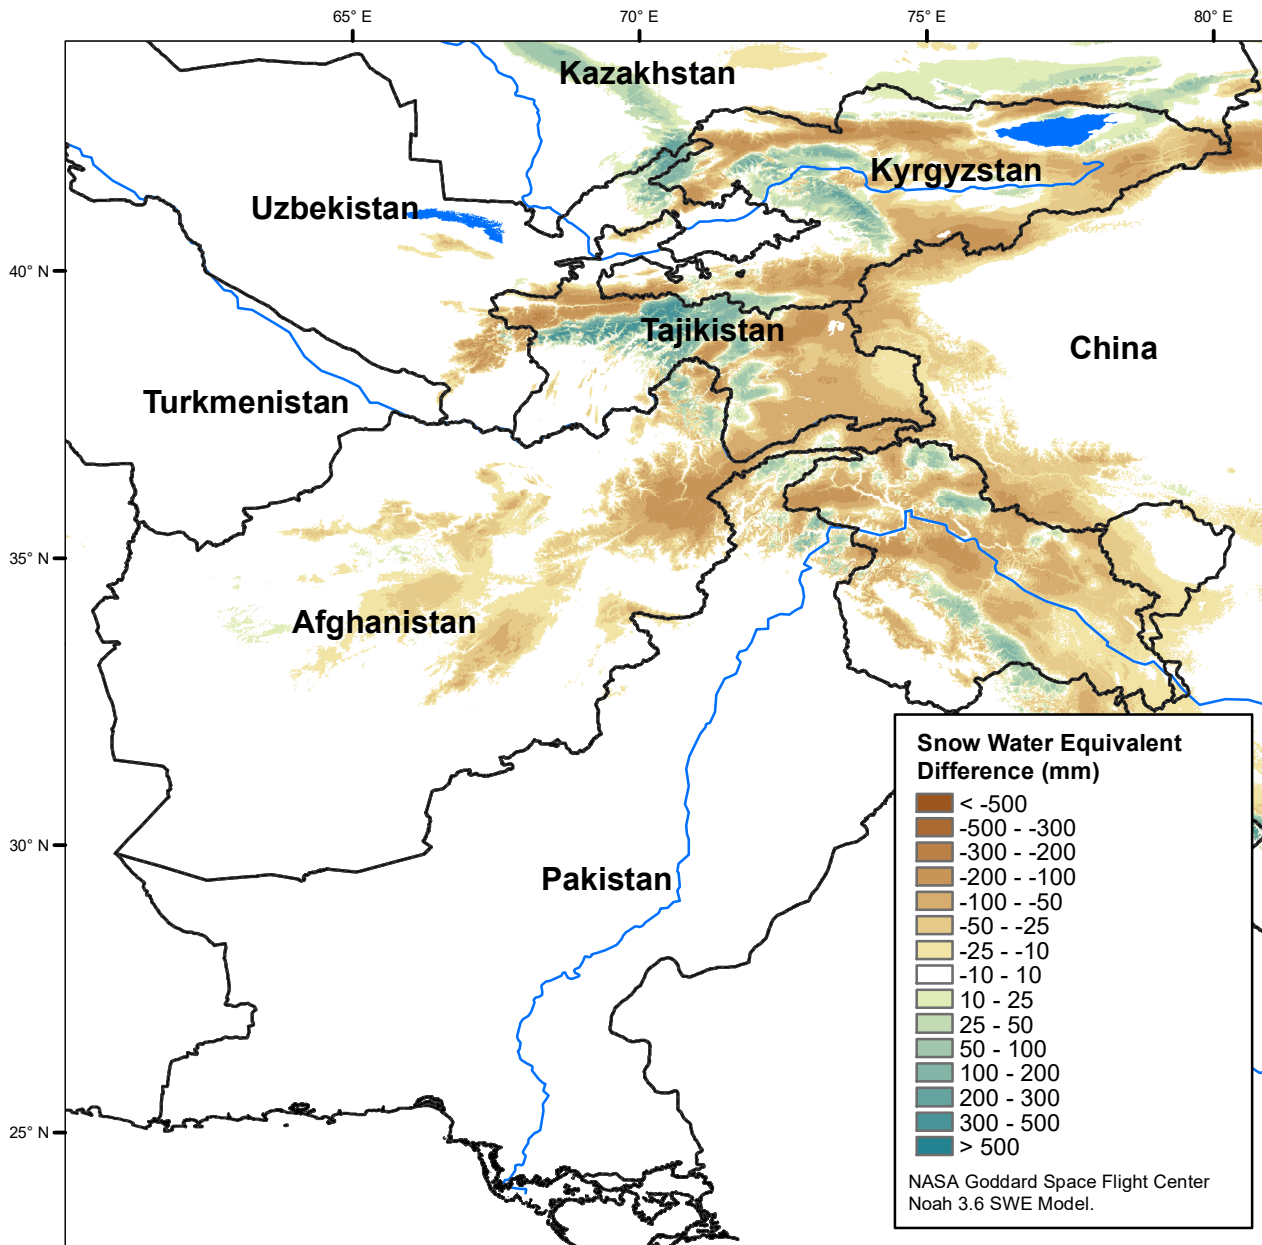 65° E
70° E
75° E
80° E
Kazakhstan
Kyrgyzstan
Uzbekistan
40° N
Tajikistan
China
Turkmenistan
35° N
Afghanistan
Snow Water Equivalent
Difference (mm)
< -500
-500 - -300
-300 - -200
-200 - -100
-100 - -50
-50 - -25
-25 - -10
-10 - 10
10 - 25
25 - 50
50 - 100
100 - 200
200 - 300
300 - 500
> 500
NASA Goddard Space Flight Center
Noah 3.6 SWE Model.
30° N
Pakistan
25° N